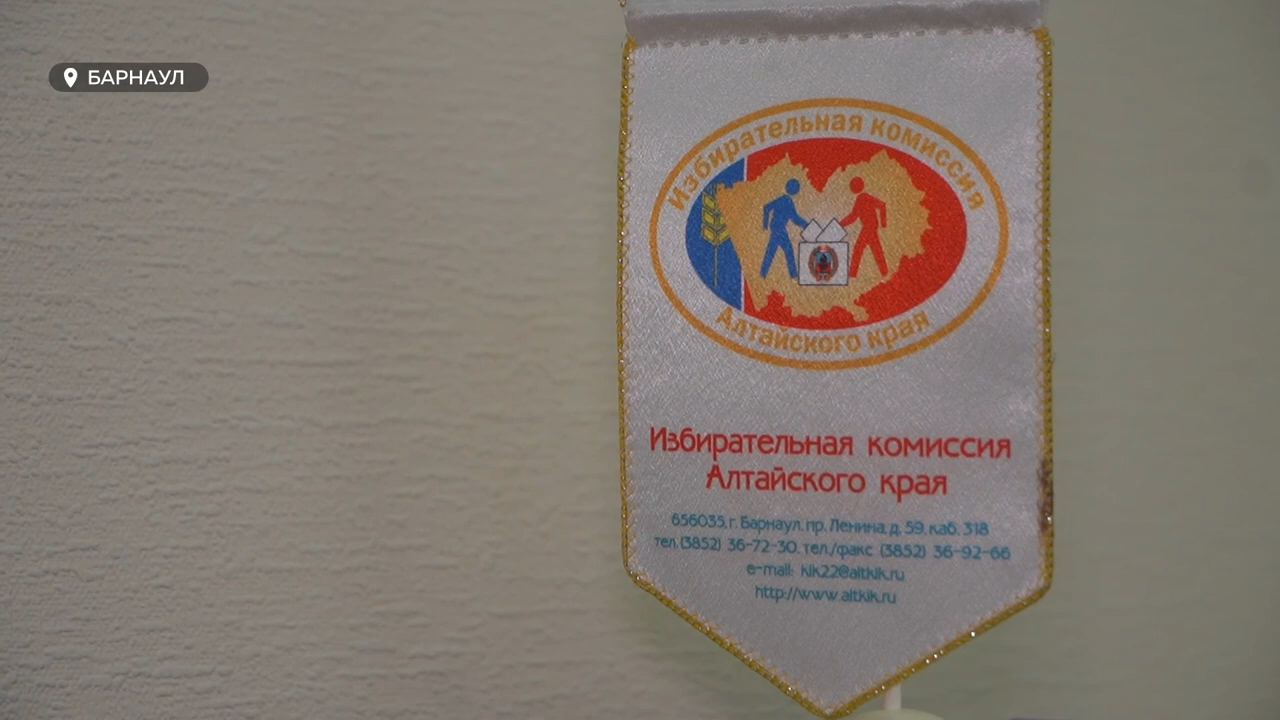 БАРНАУЛ
Избирательная комиссия
Алтайского края
Избирательная комиссия
Алтайского края
656035, г. Барнаул, пр. Ленина, д. 59, каб. 318
тел. (3852) 36-72-30, тел./факс (3852) 36-92-66
e-mail: kik22@altkik.ru
http://www.altkik.ru